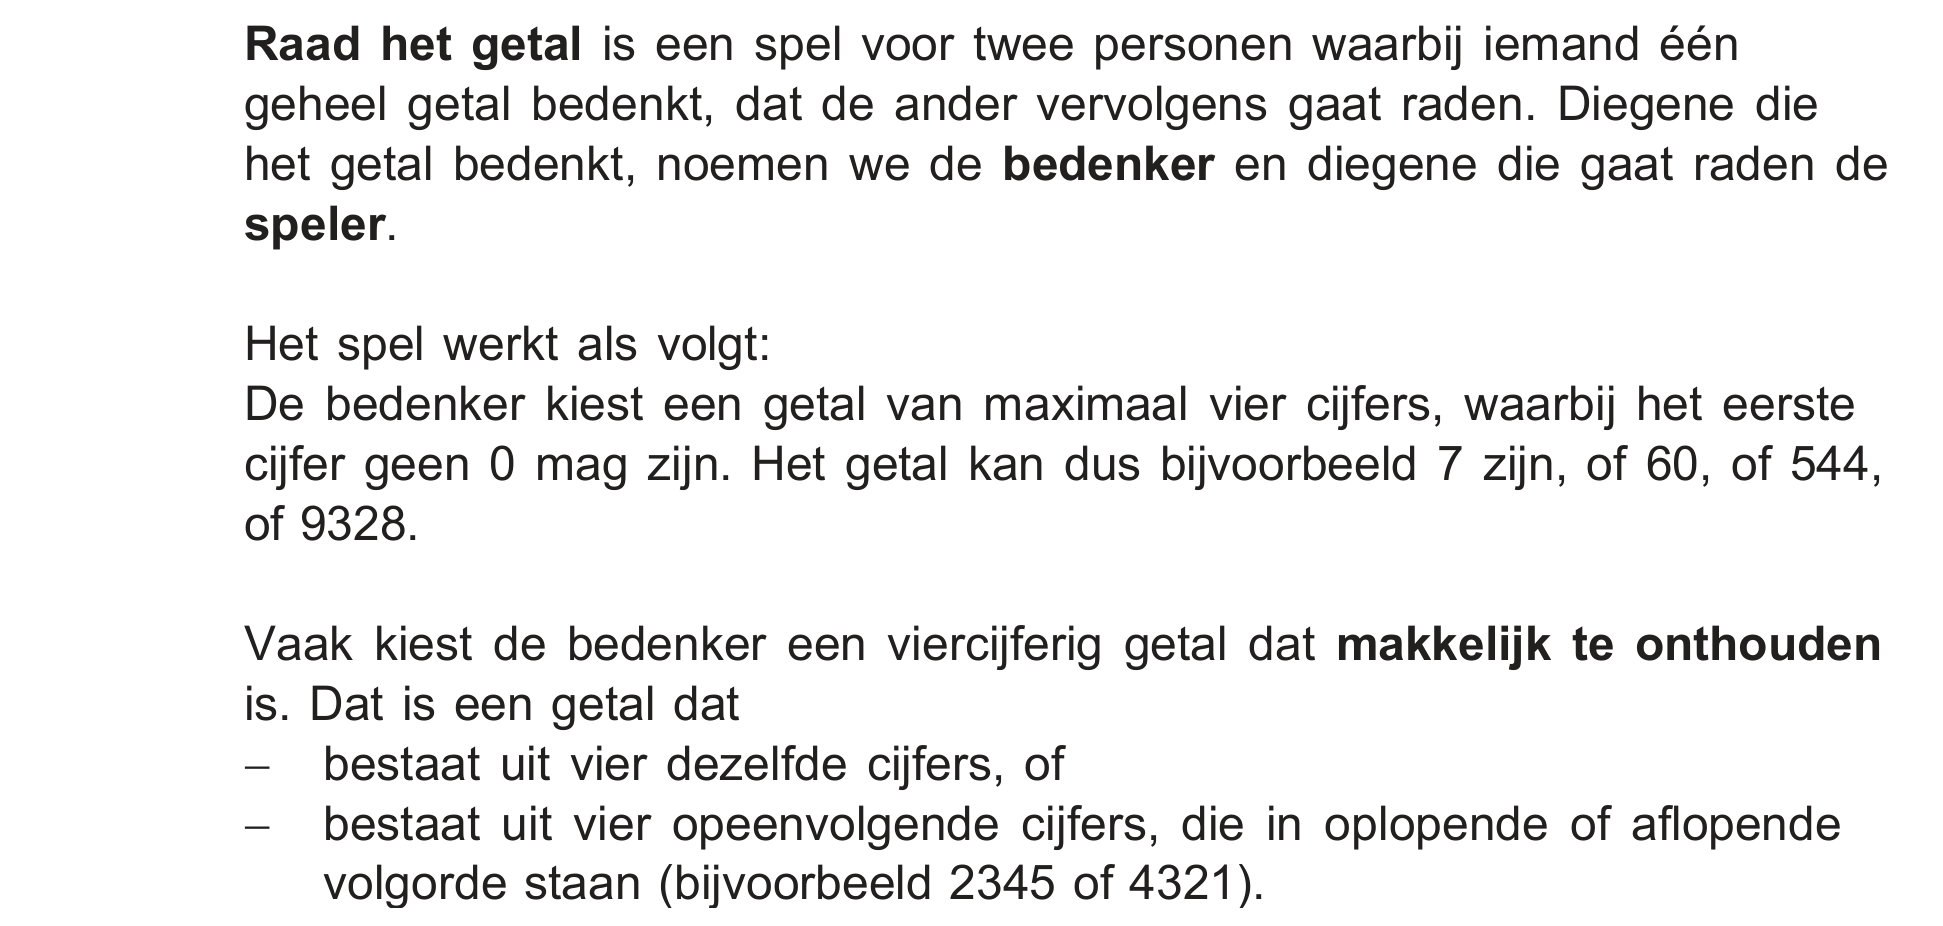 Raad het getal is een spel voor twee personen waarbij iemand één
geheel getal bedenkt, dat de ander vervolgens gaat raden. Diegene die
het getal bedenkt, noemen we de bedenker en diegene die gaat raden de
speler.
Het spel werkt als volgt:
De bedenker kiest een getal van maximaal vier cijfers, waarbij het eerste
cijfer geen 0 mag zijn. Het getal kan dus bijvoorbeeld 7 zijn, of 60, of 544,
of 9328.
Vaak kiest de bedenker een viercijferig getal dat makkelijk te onthouden
is. Dat is een getal dat
– bestaat uit vier dezelfde cijfers, of
– bestaat uit vier opeenvolgende cijfers, die in oplopende of aflopende
volgorde staan (bijvoorbeeld 2345 of 4321).